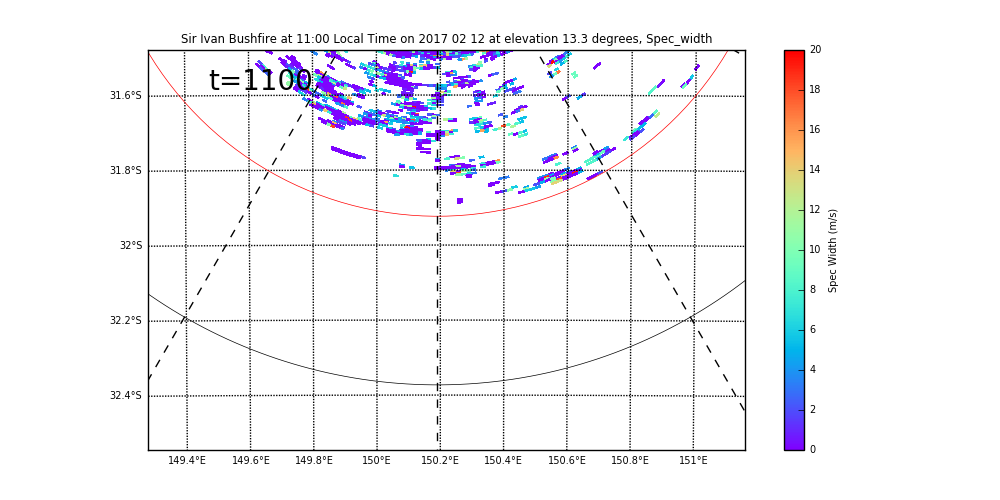 Sir Ivan Bushfire at 11:00 Local Time on 2017 02 12 at elevation 13.3 degrees, Spec_width
t=1100
31.6°S
31.8°S
32°S
32.2°S
32.4°S
149.4°E 149.6°E 149.8°E 150°E 150.2°E 150.4°E 150.6°E 150.8°E 151°E
20
18
16
14
12
10
8
6
4
2
0
Spec Width (m/s)